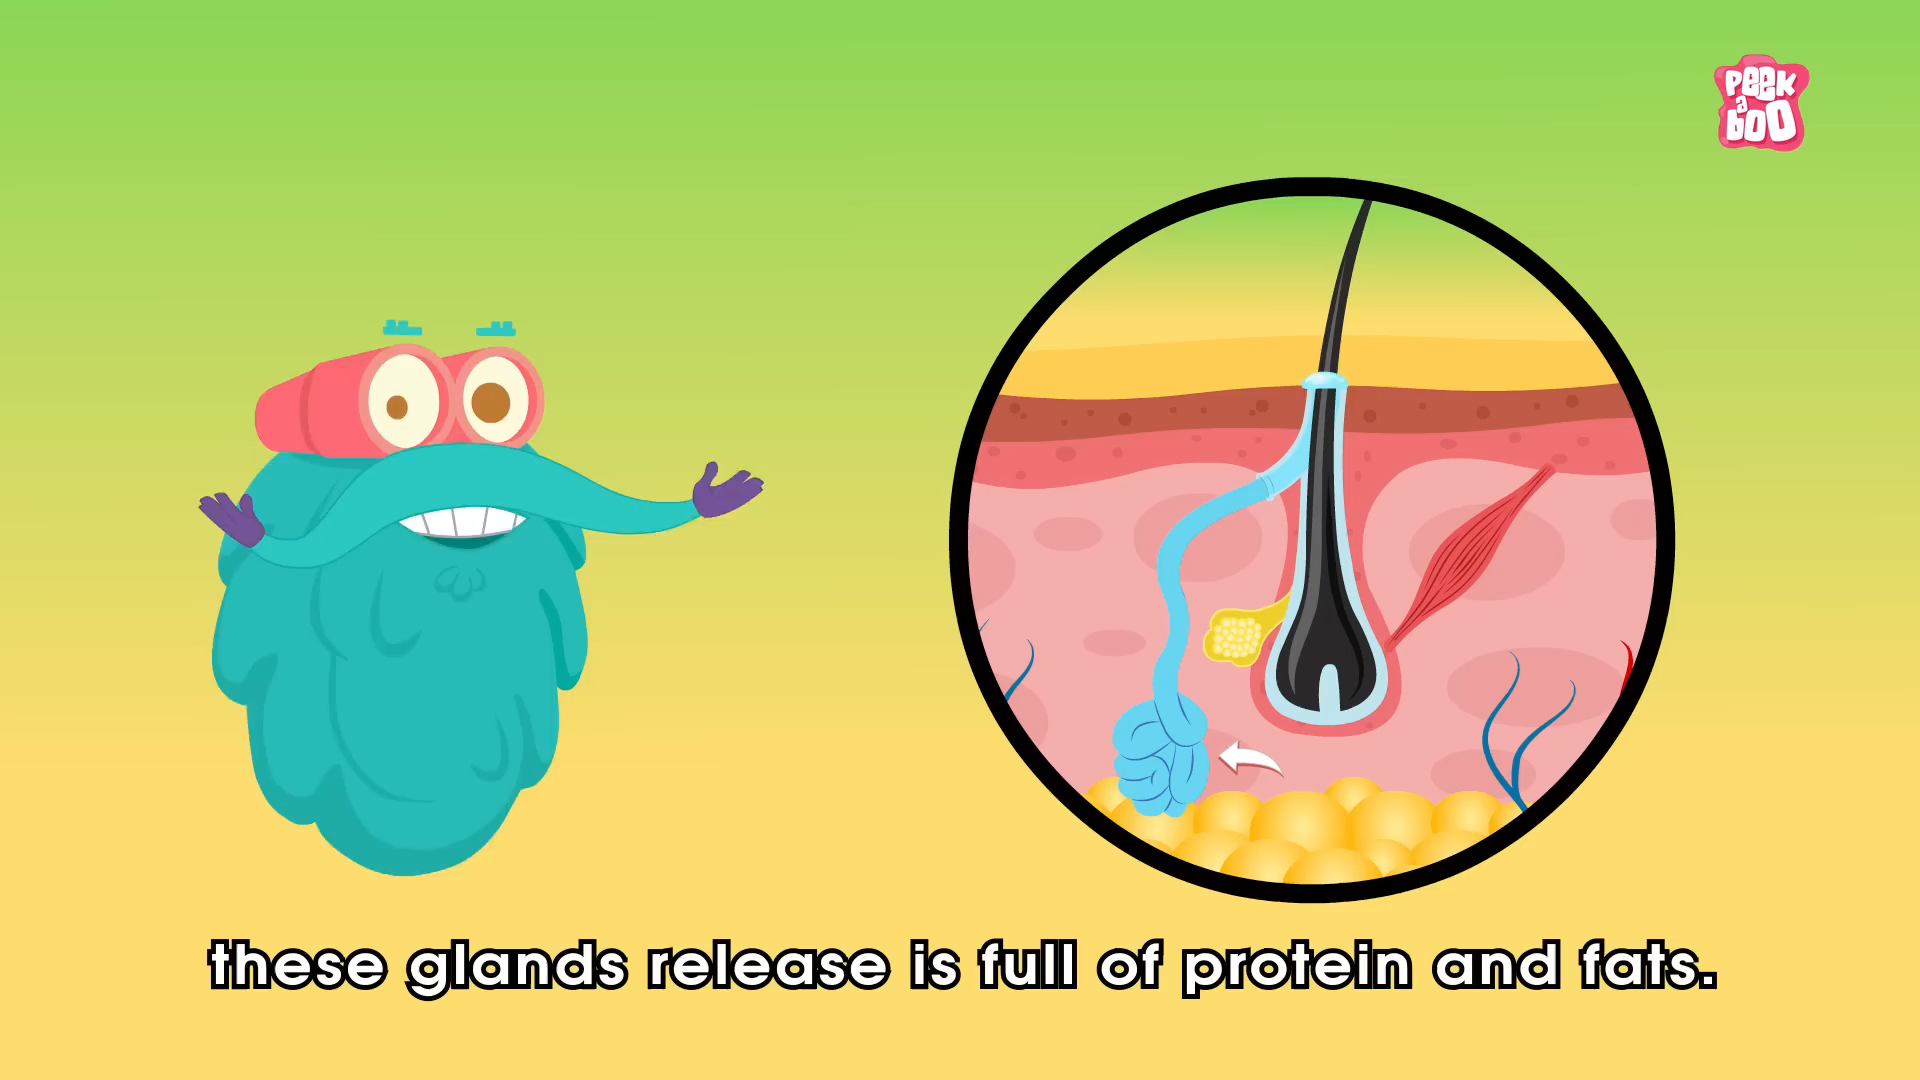 PEEK
a
boo
these glands release is full of protein and fats.